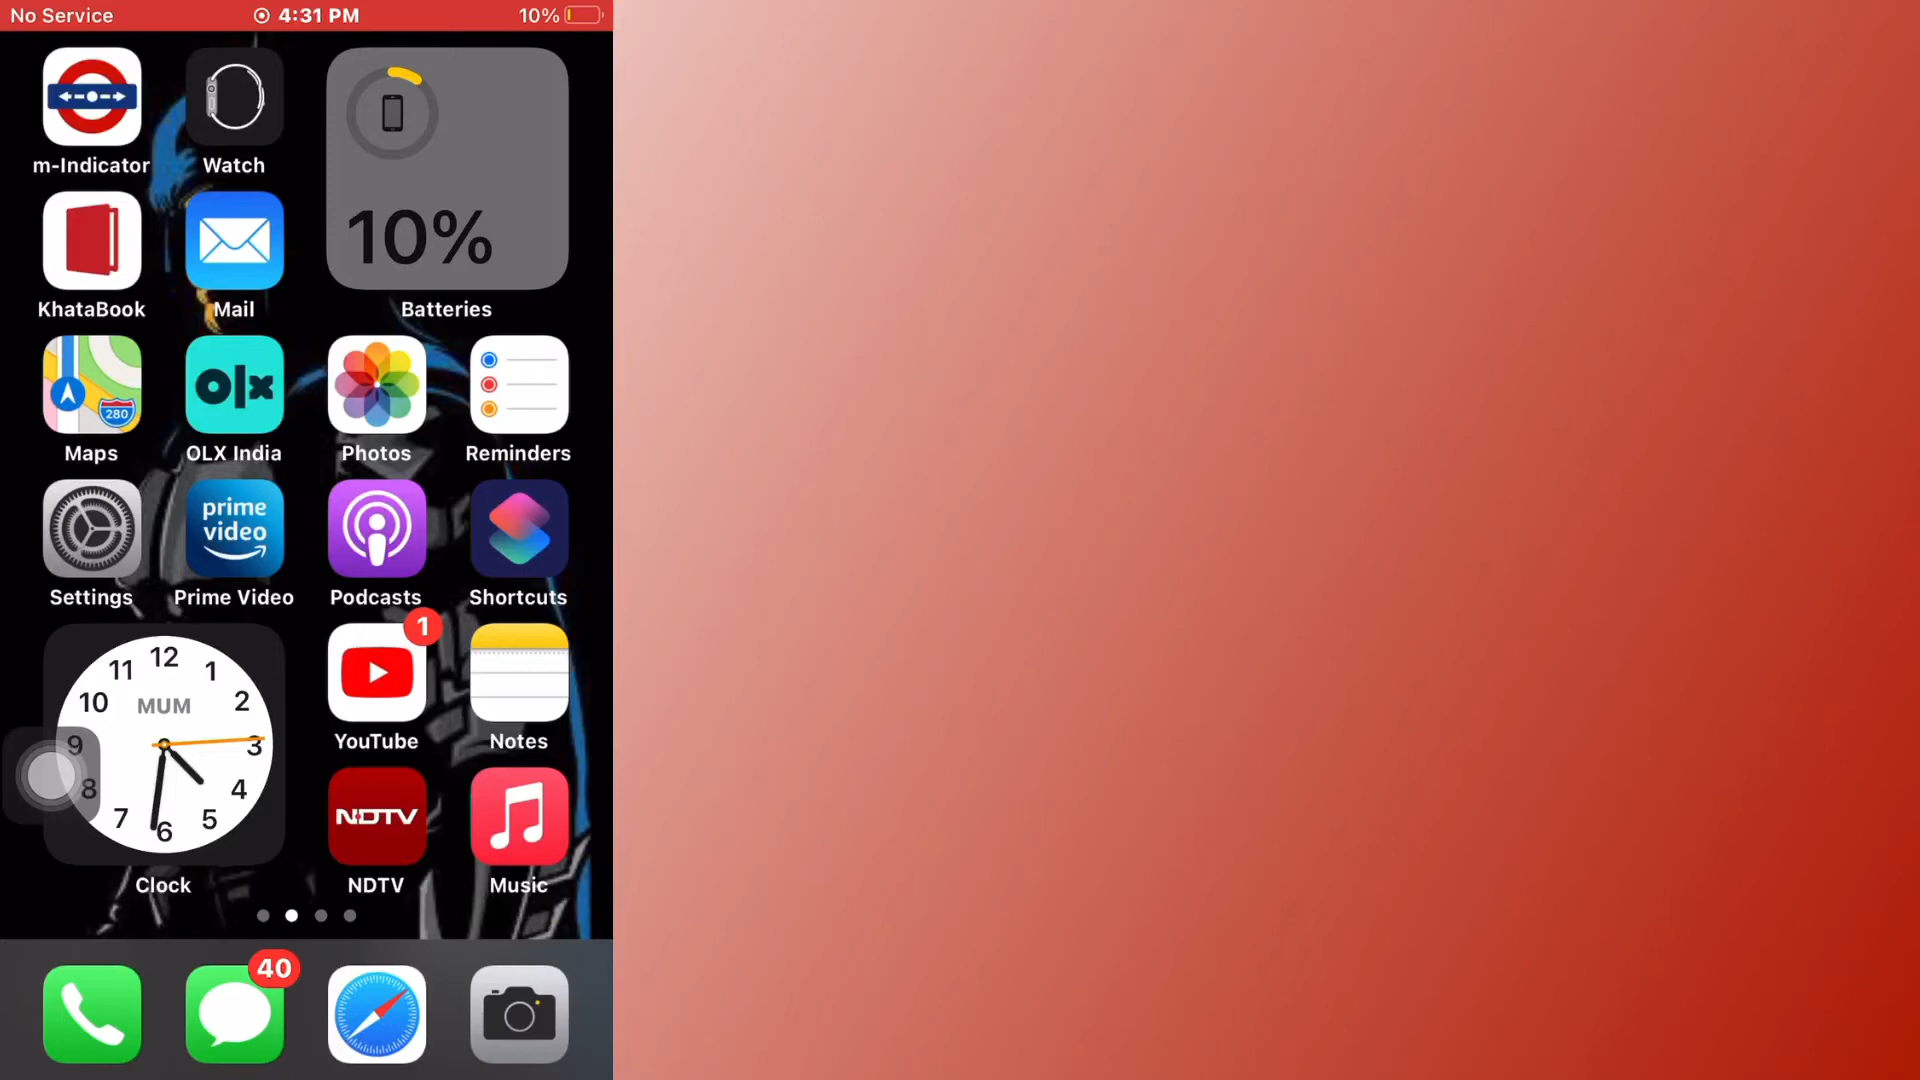 No Service
4:31 PM
10%
m-Indicator
Watch
10%
KhataBook
Mail
Batteries
280
olx
Maps
OLX India
Photos
Reminders
prime
video
Settings
Prime Video
Podcasts
Shortcuts
1
12
11
1
10
MUM
2
9
3
8
4
7
5
6
YouTube
Notes
NDTV
Clock
NDTV
Music
40